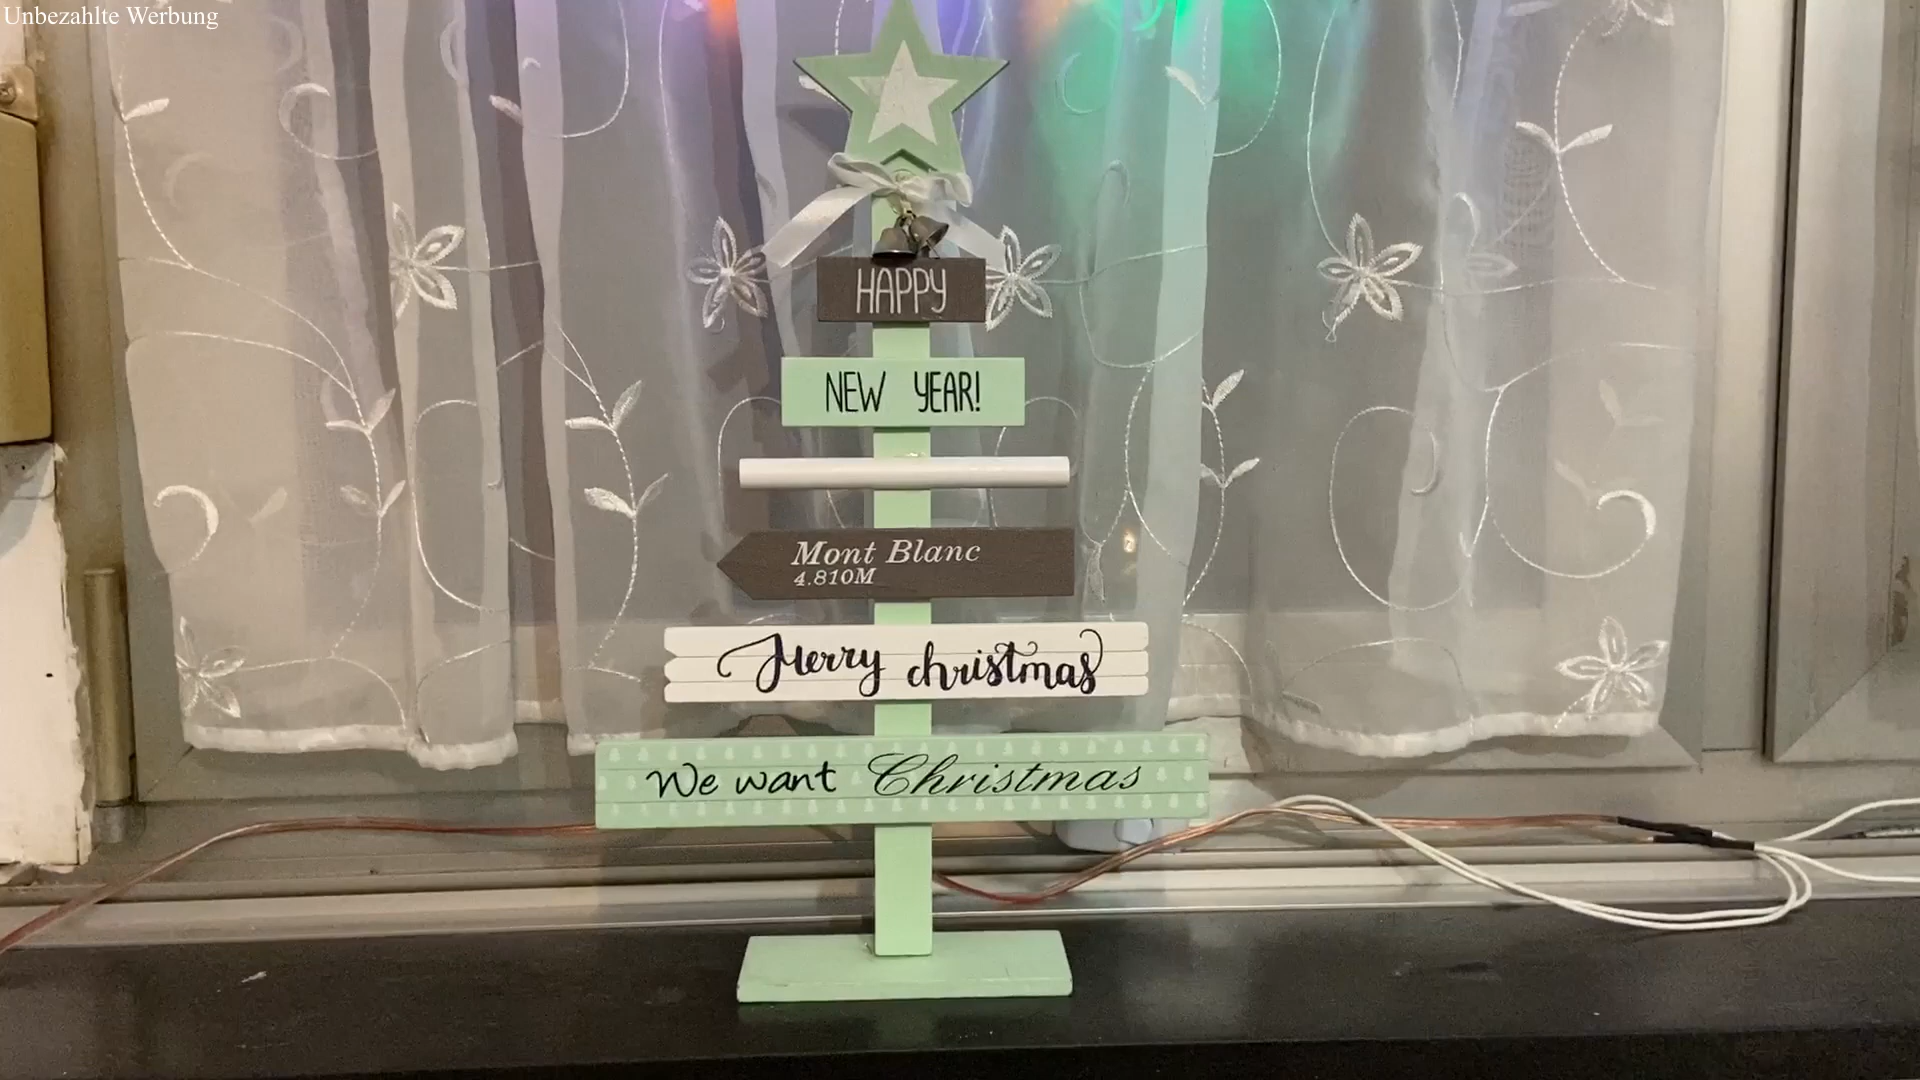 Unbezahlte Werbung
HAPPY
NEW YEAR!
Mont Blanc
4.810M
Merry christmas
We want Christmas